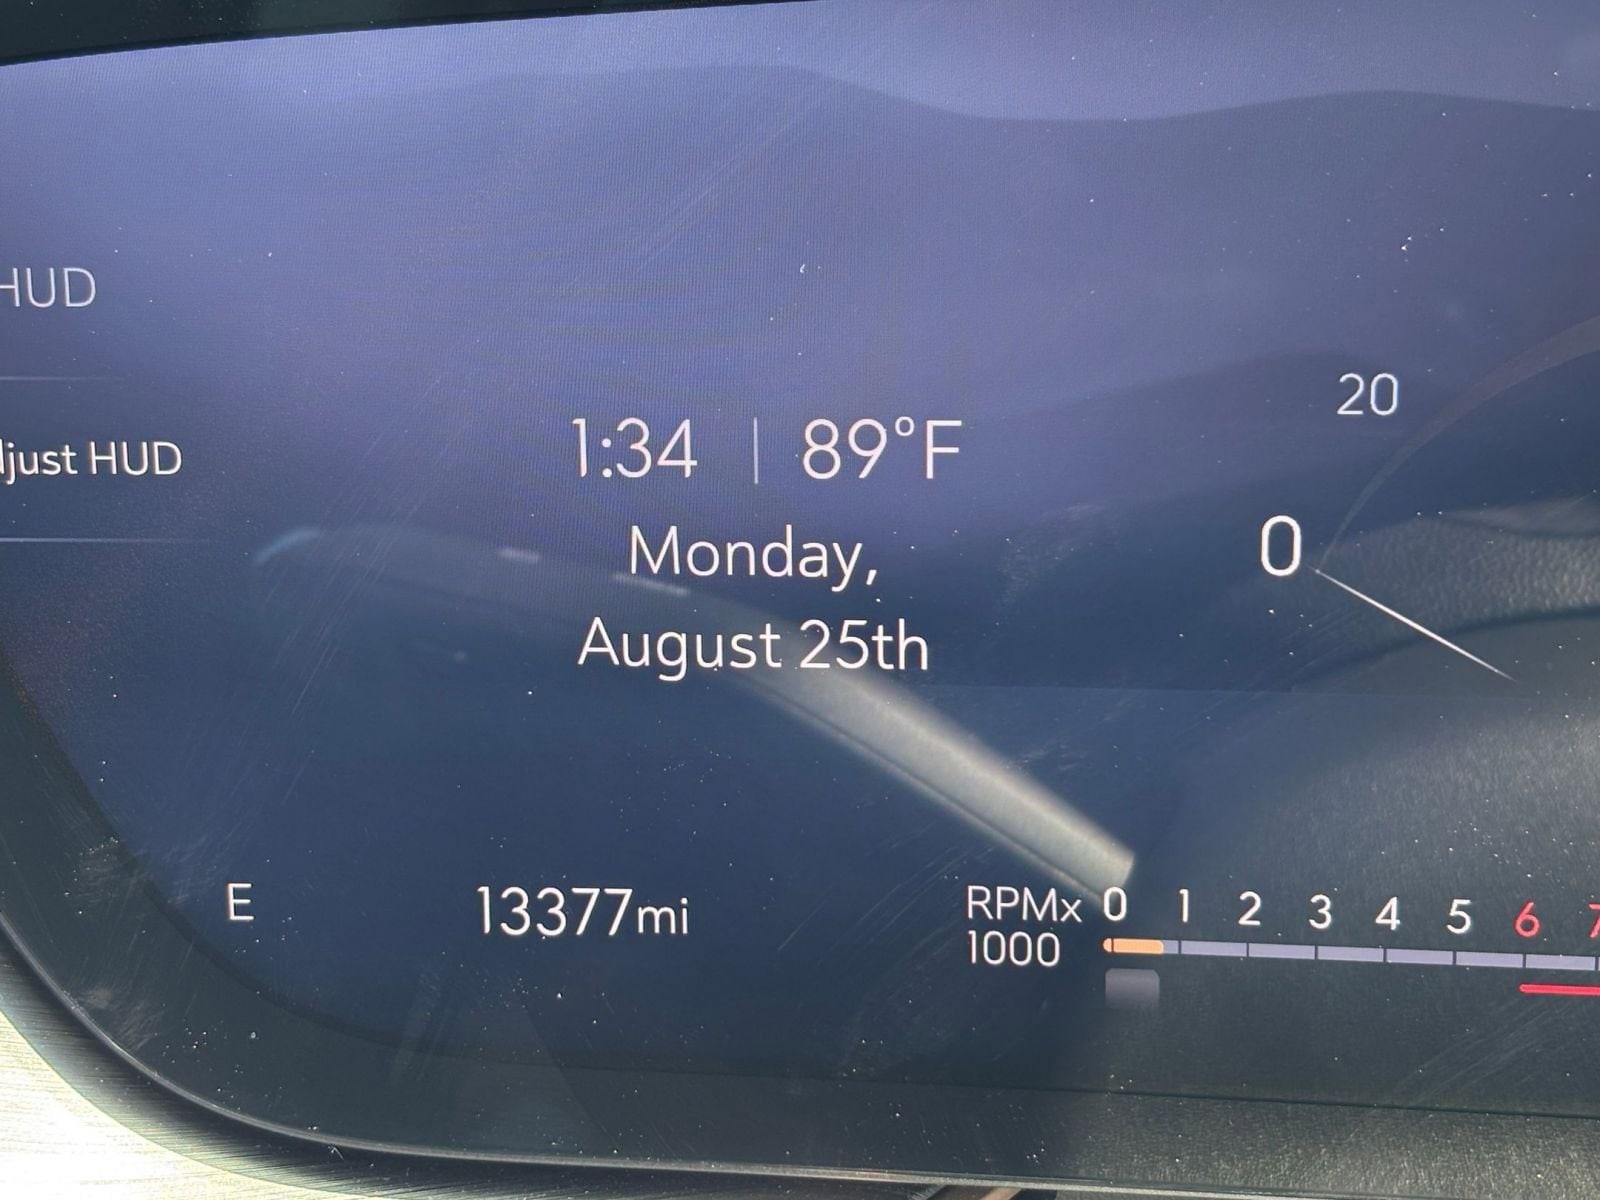 HUD
1:34 | 89°F
20
just HUD
Monday,
0
August 25th
E
13377mi
RPMx 0 1 2 3 4 5 6 7
1000